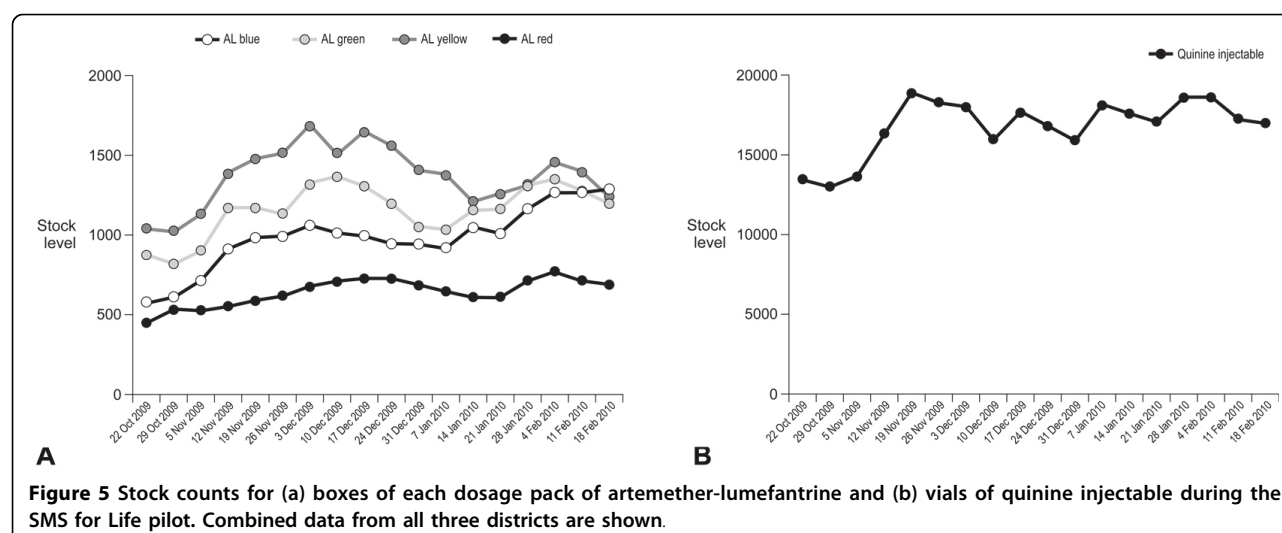 AL blue AL green AL yellow AL red
2000
1500
1000
500
0
Stock
level
22 Oct 2009
29 Oct 2009
5 Nov 2009
12 Nov 2009
19 Nov 2009
26 Nov 2009
3 Dec 2009
10 Dec 2009
17 Dec 2009
24 Dec 2009
31 Dec 2009
7 Jan 2010
14 Jan 2010
21 Jan 2010
28 Jan 2010
4 Feb 2010
11 Feb 2010
18 Feb 2010
A
Quinine injectable
20000
15000
10000
5000
0
Stock
level
22 Oct 2009
29 Oct 2009
5 Nov 2009
12 Nov 2009
19 Nov 2009
26 Nov 2009
3 Dec 2009
10 Dec 2009
17 Dec 2009
24 Dec 2009
31 Dec 2009
7 Jan 2010
14 Jan 2010
21 Jan 2010
28 Jan 2010
4 Feb 2010
11 Feb 2010
18 Feb 2010
B
Figure 5 Stock counts for (a) boxes of each dosage pack of artemether-lumefantrine and (b) vials of quinine injectable during the
SMS for Life pilot. Combined data from all three districts are shown.